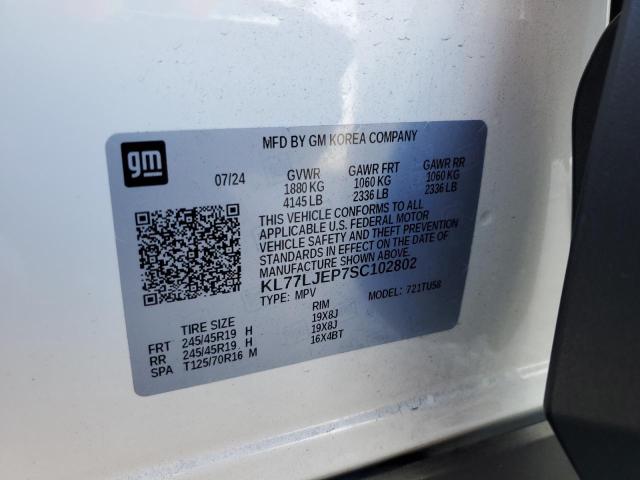 MFD BY GM KOREA COMPANY
gm
07/24 GVWR GAWR FRT GAWR RR
1880 KG 1060 KG 1060 KG
4145 LB 2336 LB 2336 LB
THIS VEHICLE CONFORMS TO ALL
APPLICABLE U.S. FEDERAL MOTOR
VEHICLE SAFETY AND THEFT PREVENTION
STANDARDS IN EFFECT ON THE DATE OF
MANUFACTURE SHOWN ABOVE.
KL77LJEP7SC102802
TYPE: MPV MODEL: 721TU58
TIRE SIZE RIM
FRT 245/45R19 H 19X8J
RR 245/45R19 H 19X8J
SPA T125/70R16 M 16X4BT